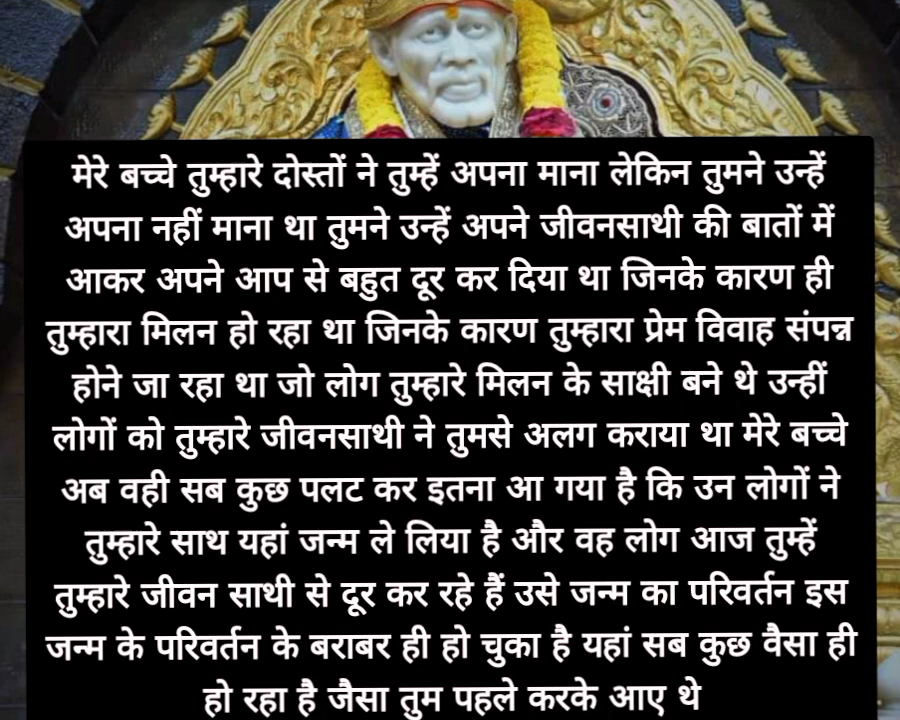 मेरे बच्चे तुम्हारे दोस्तों ने तुम्हें अपना माना लेकिन तुमने उन्हें
अपना नहीं माना था तुमने उन्हें अपने जीवनसाथी की बातों में
आकर अपने आप से बहुत दूर कर दिया था जिनके कारण ही
तुम्हारा मिलन हो रहा था जिनके कारण तुम्हारा प्रेम विवाह संपन्न
होने जा रहा था जो लोग तुम्हारे मिलन के साक्षी बने थे उन्हीं
लोगों को तुम्हारे जीवनसाथी ने तुमसे अलग कराया था मेरे बच्चे
अब वही सब कुछ पलट कर इतना आ गया है कि उन लोगों ने
तुम्हारे साथ यहां जन्म ले लिया है और वह लोग आज तुम्हें
तुम्हारे जीवन साथी से दूर कर रहे हैं उसे जन्म का परिवर्तन इस
जन्म के परिवर्तन के बराबर ही हो चुका है यहां सब कुछ वैसा ही
हो रहा है जैसा तुम पहले करके आए थे